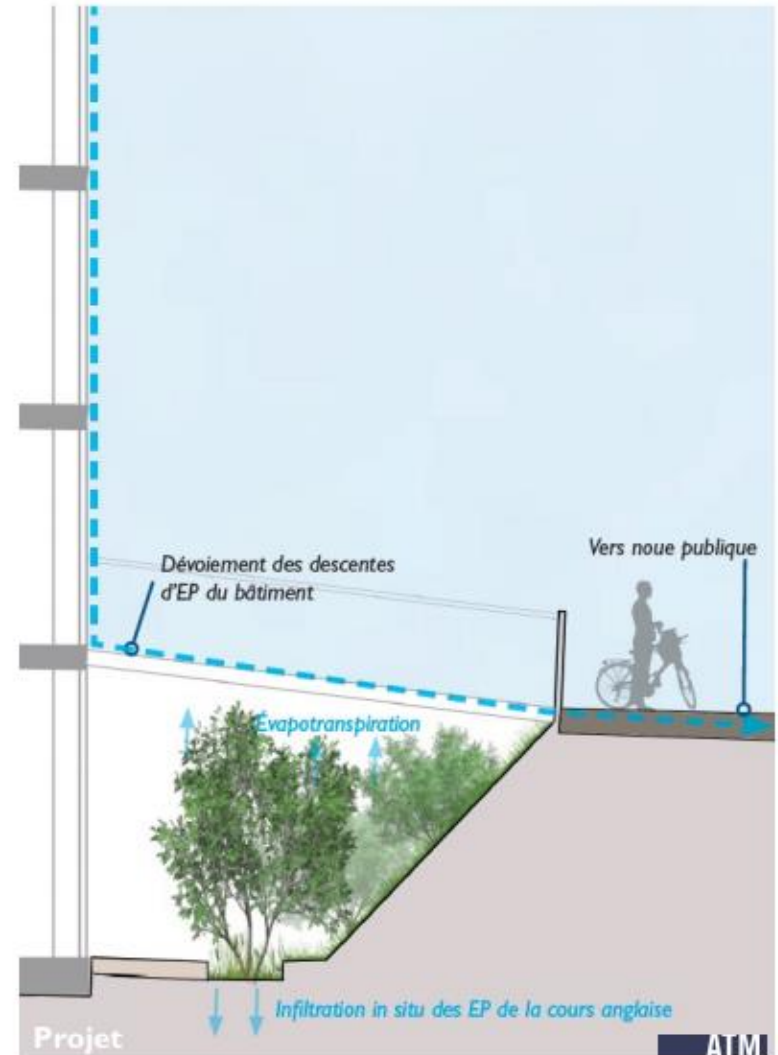 Dévoiement des descentes
d'EP du bâtiment
Vers noue publique
Évapotranspiration
Infiltration in situ des EP de la cours anglaise
Projet
ATM